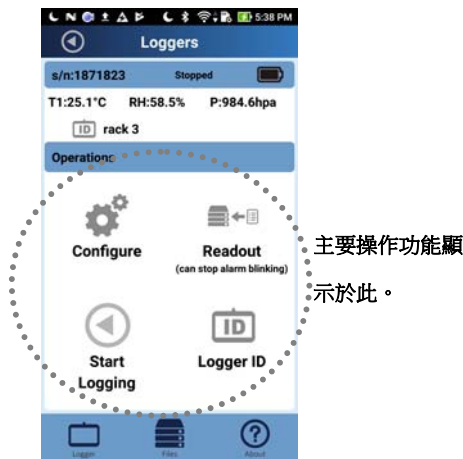 5:38 PM
Loggers
s/n:1871823 Stopped
T1:25.1°C RH:58.5% P:984.6hpa
ID rack 3
Operations
Configure
Readout
(can stop alarm blinking)
主要操作功能顯
示於此。
Start
Logging
ID
Logger ID
Logger Files About